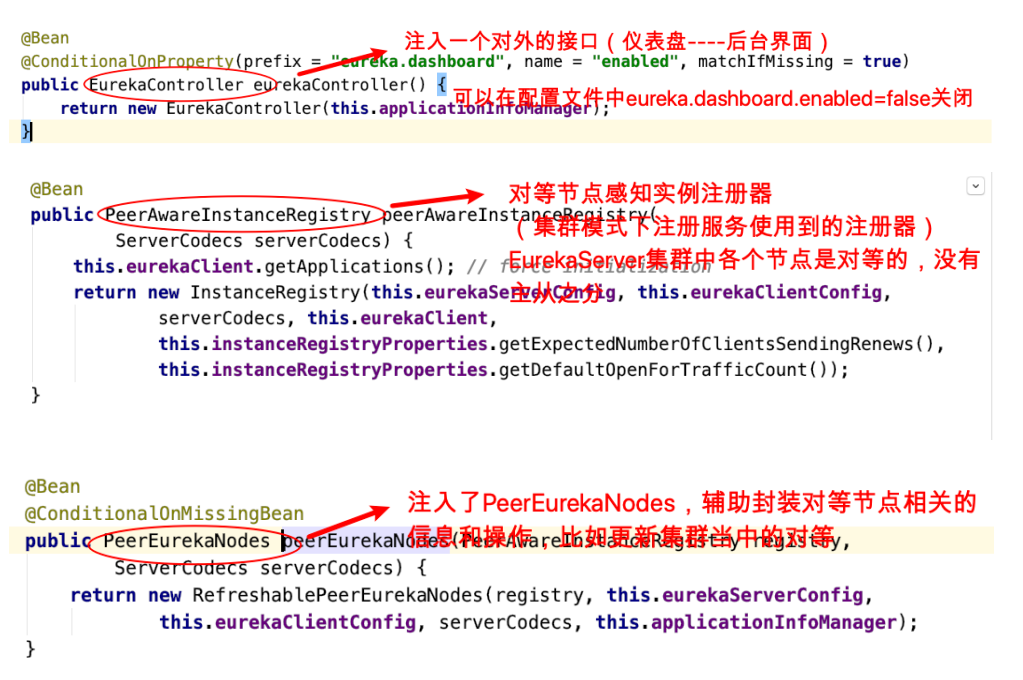 @Bean
注入一个对外的接口（仪表盘----后台界面）
@ConditionalOnProperty(prefix = "eureka.dashboard", name = "enabled", matchIfMissing = true)
public EurekaController eurekaController() {
可以在配置文件中eureka.dashboard.enabled=false关闭
return new EurekaController(this.applicationInfoManager);
}
@Bean
对等节点感知实例注册器
public PeerAwareInstanceRegistry peerAwareInstanceRegistry(
（集群模式下注册服务使用到的注册器）
ServerCodecs serverCodecs) {
EurekaServer集群中各个节点是对等的，没有
this.eurekaClient.getApplications(); // force initialization
主从之分
return new InstanceRegistry(this.eurekaServerConfig, this.eurekaClientConfig,
serverCodecs, this.eurekaClient,
this.instanceRegistryProperties.getExpectedNumberOfClientsSendingRenews(),
this.instanceRegistryProperties.getDefaultOpenForTrafficCount());
}
@Bean
注入了PeerEurekaNodes，辅助封装对等节点相关的
@ConditionalOnMissingBean
信息和操作，比如更新集群当中的对等
public PeerEurekaNodes peerEurekaNodes(PeerAwareInstanceRegistry registry,
ServerCodecs serverCodecs) {
return new RefreshablePeerEurekaNodes(registry, this.eurekaServerConfig,
this.eurekaClientConfig, serverCodecs, this.applicationInfoManager);
}